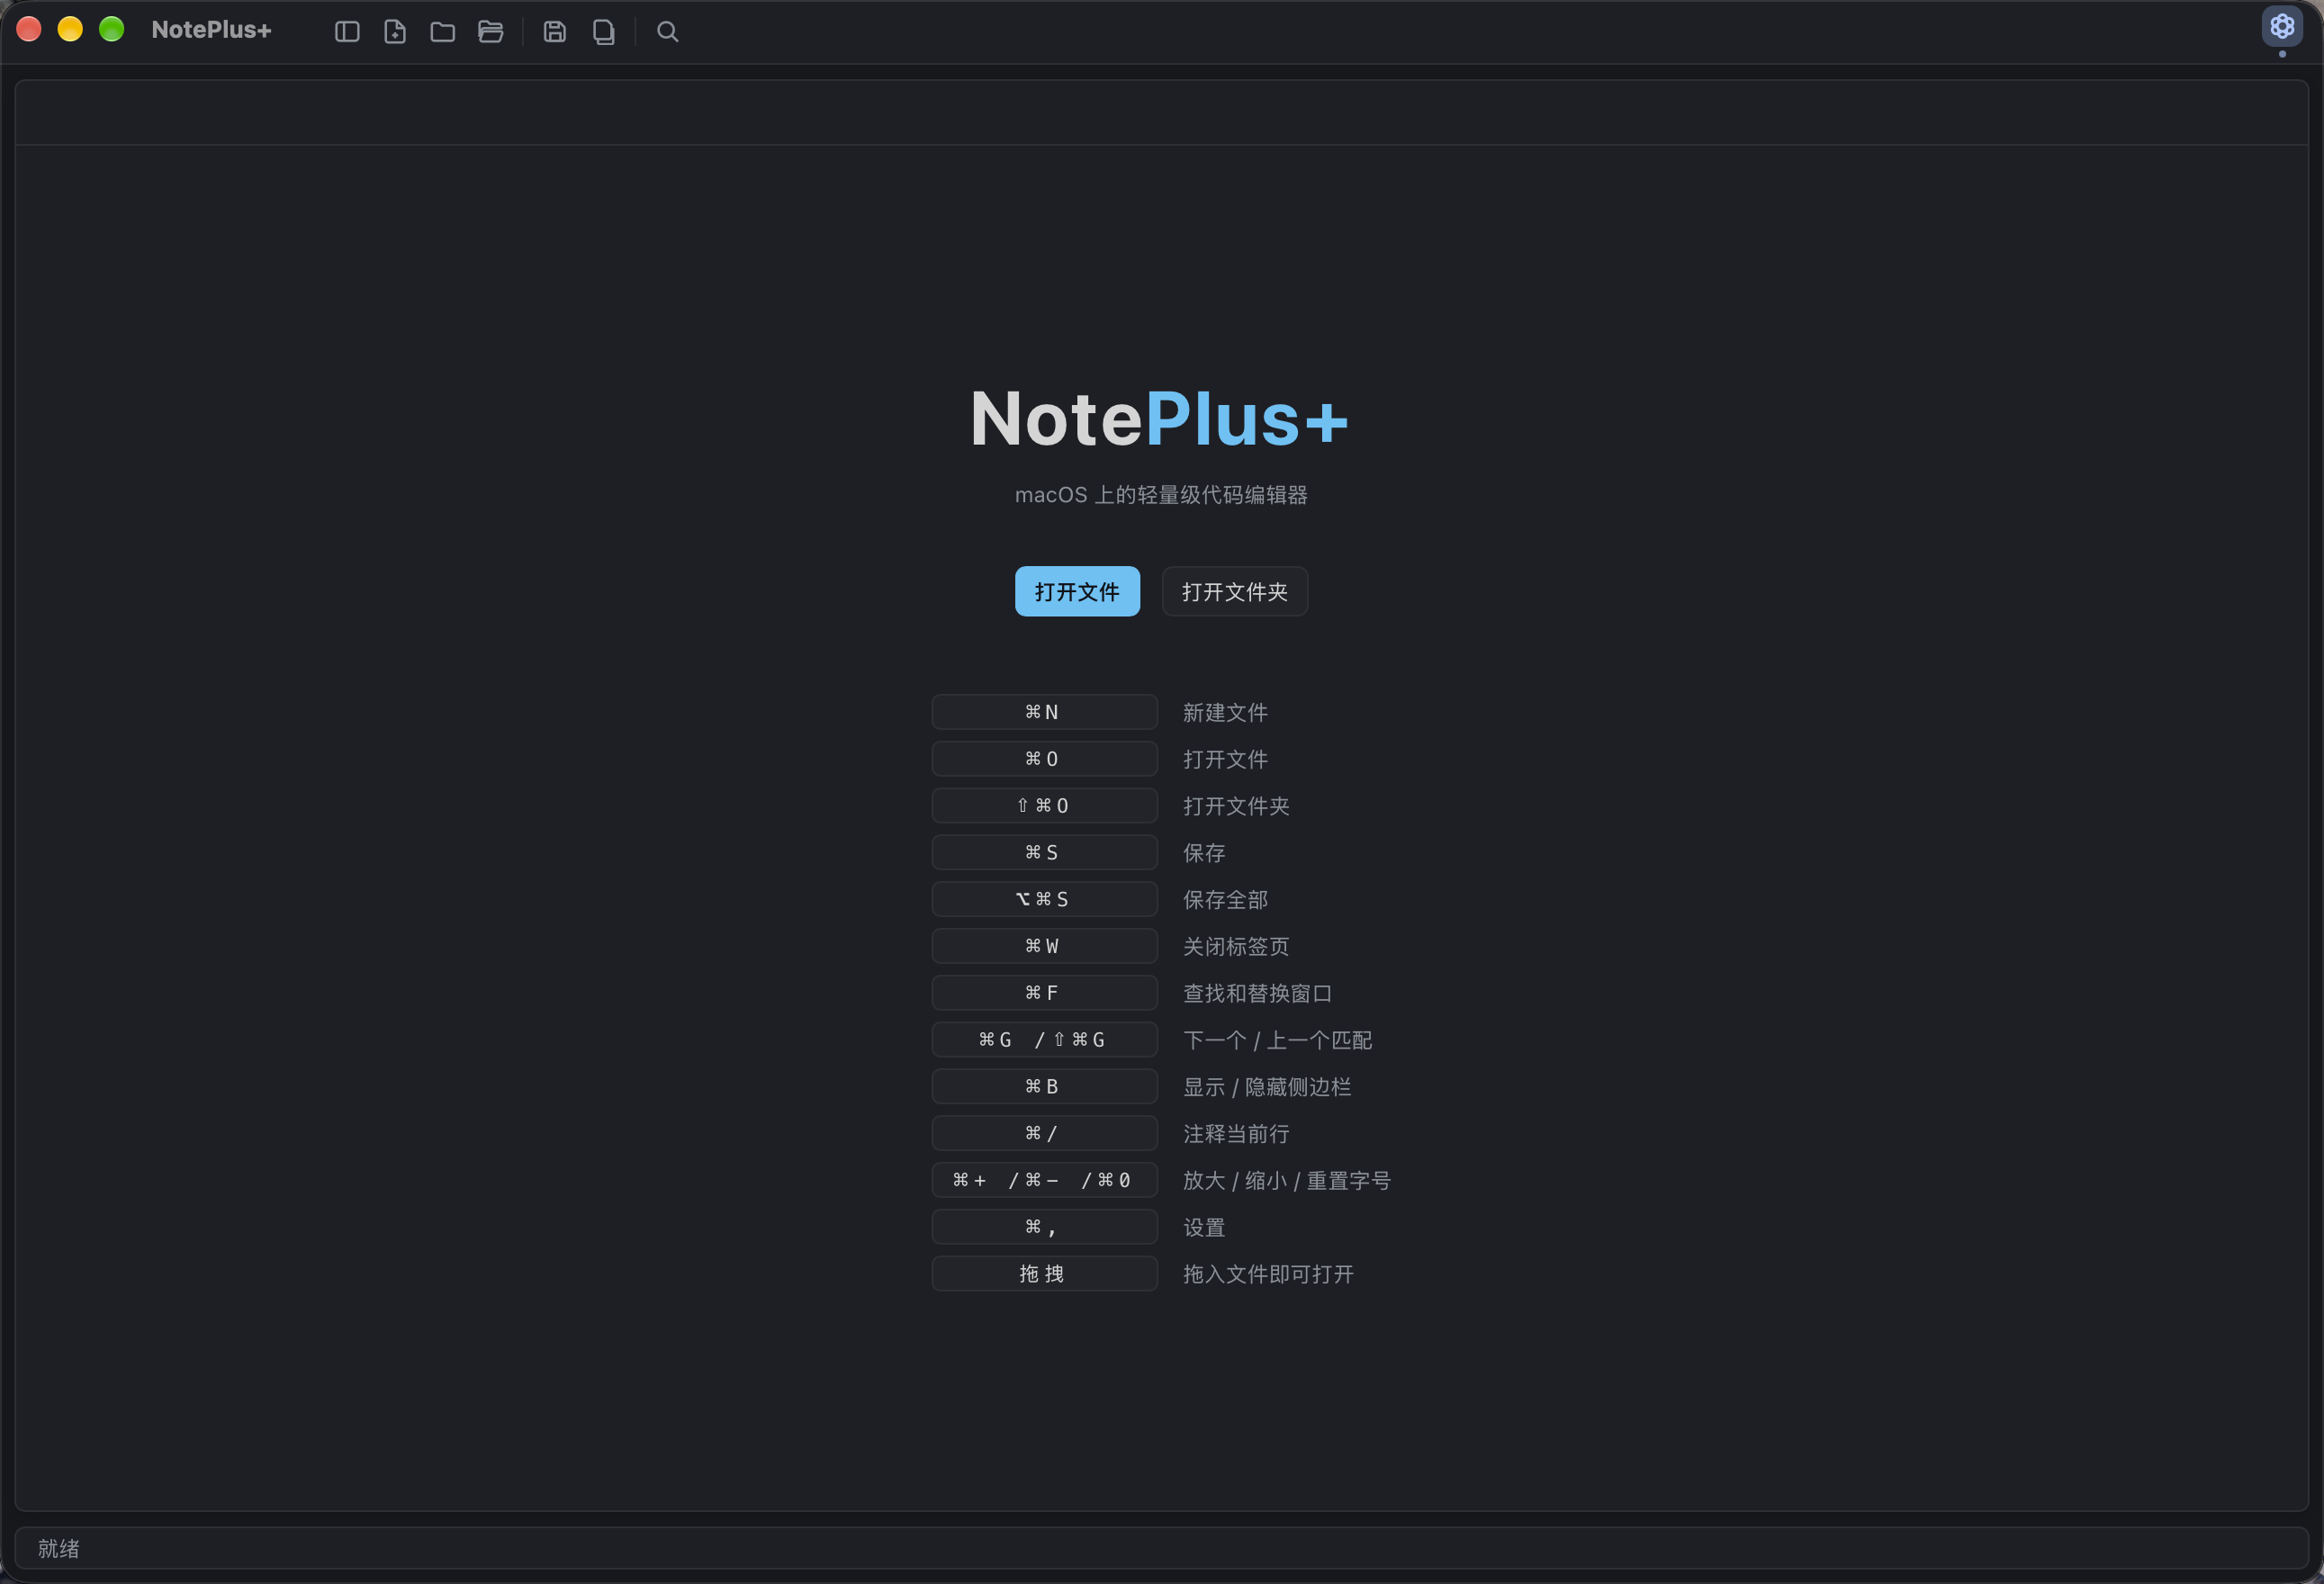 NotePlus+
NotePlus+
macOS 上的轻量级代码编辑器
打开文件 打开文件夹
⌘N 新建文件
⌘O 打开文件
⇧⌘O 打开文件夹
⌘S 保存
⌥⌘S 保存全部
⌘W 关闭标签页
⌘F 查找和替换窗口
⌘G / ⇧⌘G 下一个 / 上一个匹配
⌘B 显示 / 隐藏侧边栏
⌘/ 注释当前行
⌘+ / ⌘− / ⌘0 放大 / 缩小 / 重置字号
⌘, 设置
拖拽 拖入文件即可打开
就绪